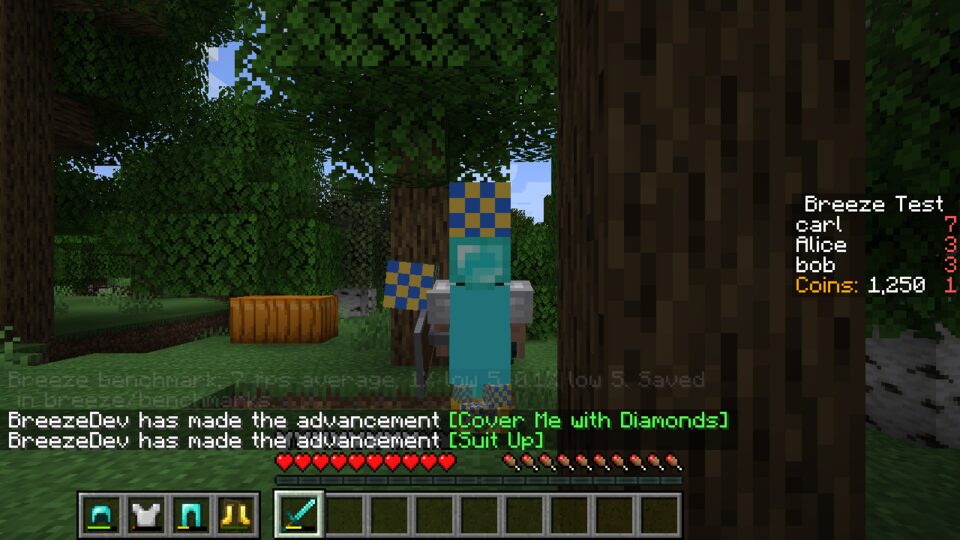 Breeze Test
carl 7
Alice 3
bob 3
Coins: 1,250 1
Breeze benchmark: fps average, 1% low 5, 0.1% low 5. Saved
in breeze/benchmarks
BreezeDev has made the advancement [Cover Me with Diamonds]
BreezeDev has made the advancement [Suit Up]